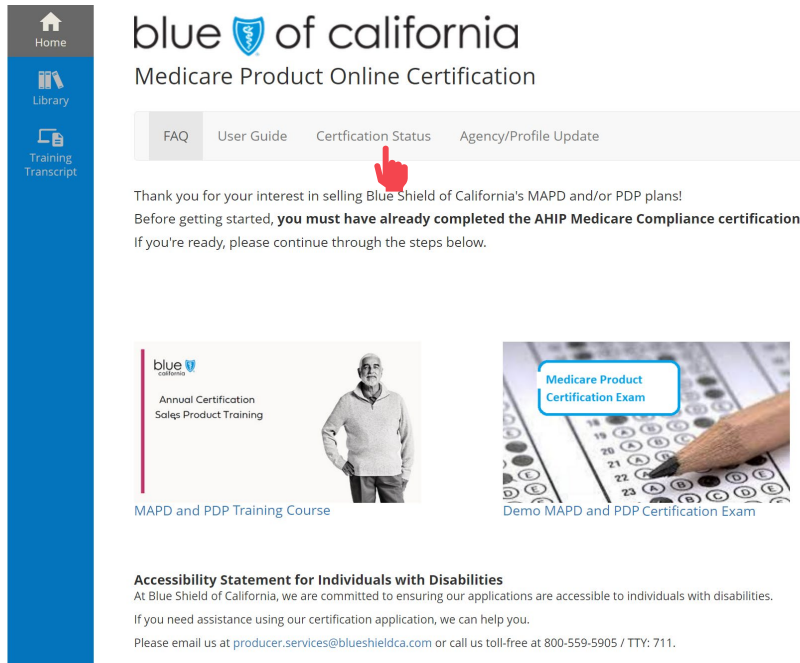 Home
Library
Training
Transcript
blue of california
Medicare Product Online Certification
FAQ User Guide Certfication Status Agency/Profile Update
Thank you for your interest in selling Blue Shield of California's MAPD and/or PDP plans!
Before getting started, you must have already completed the AHIP Medicare Compliance certification
If you're ready, please continue through the steps below.
blue
california
Annual Certification
Sales Product Training
MAPD and PDP Training Course
Medicare Product
Certification Exam
18
19 A B
20 A B
21 A
22 A B D E
23 A B C D E
Demo MAPD and PDP Certification Exam
Accessibility Statement for Individuals with Disabilities
At Blue Shield of California, we are committed to ensuring our applications are accessible to individuals with disabilities.
If you need assistance using our certification application, we can help you.
Please email us at producer.services@blueshieldca.com or call us toll-free at 800-559-5905 / TTY: 711.